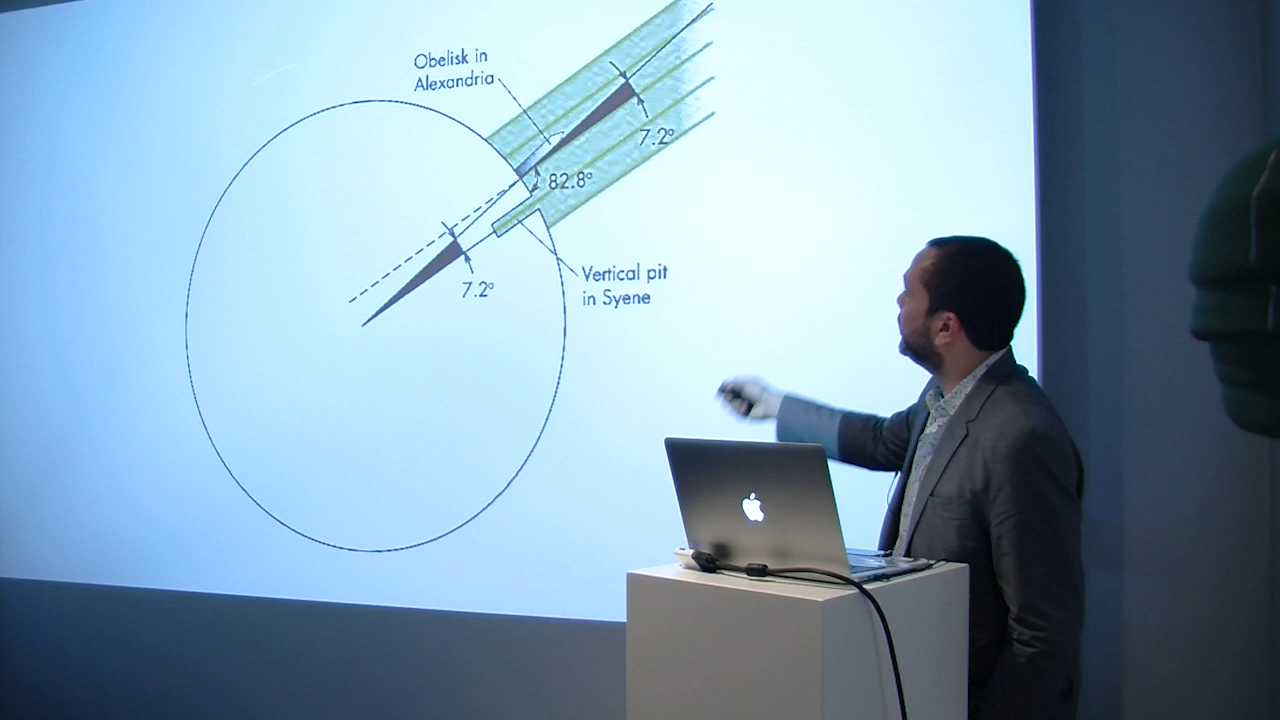 Obelisk in
Alexandria
7.2°
82.8°
Vertical pit
in Syene
7.2°